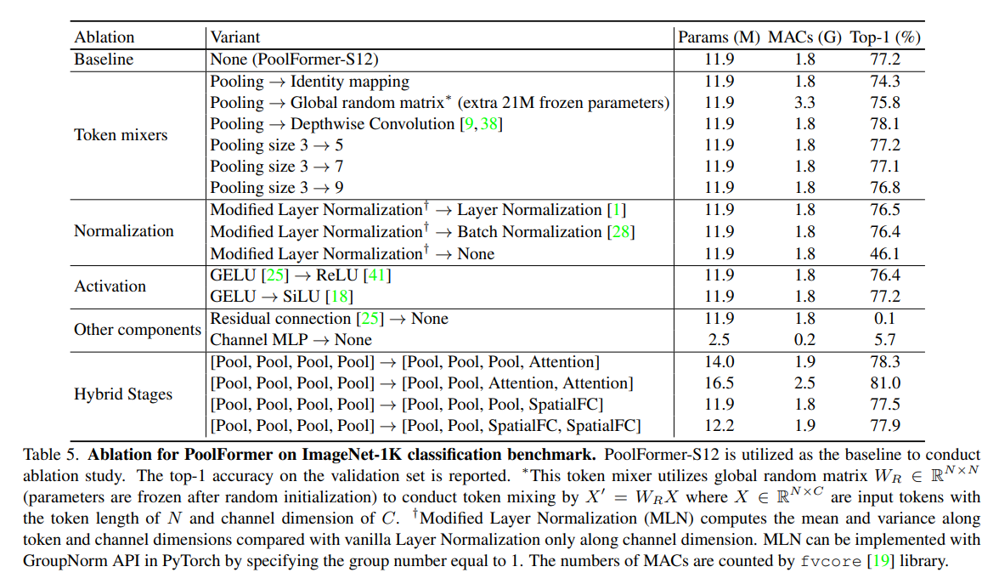 Ablation Variant Params (M) MACs (G) Top-1 (%)
Baseline None (PoolFormer-S12) 11.9 1.8 77.2
Token mixers
Pooling → Identity mapping 11.9 1.8 74.3
Pooling → Global random matrix* (extra 21M frozen parameters) 11.9 3.3 75.8
Pooling → Depthwise Convolution [9,38] 11.9 1.8 78.1
Pooling size 3 → 5 11.9 1.8 77.2
Pooling size 3 → 7 11.9 1.8 77.1
Pooling size 3 → 9 11.9 1.8 76.8
Normalization
Modified Layer Normalization† → Layer Normalization [1] 11.9 1.8 76.5
Modified Layer Normalization† → Batch Normalization [28] 11.9 1.8 76.4
Modified Layer Normalization† → None 11.9 1.8 46.1
Activation
GELU [25] → ReLU [41] 11.9 1.8 76.4
GELU → SiLU [18] 11.9 1.8 77.2
Other components
Residual connection [25] → None 11.9 1.8 0.1
Channel MLP → None 2.5 0.2 5.7
Hybrid Stages
[Pool, Pool, Pool, Pool] → [Pool, Pool, Pool, Attention] 14.0 1.9 78.3
[Pool, Pool, Pool, Pool] → [Pool, Pool, Attention, Attention] 16.5 2.5 81.0
[Pool, Pool, Pool, Pool] → [Pool, Pool, Pool, SpatialFC] 11.9 1.8 77.5
[Pool, Pool, Pool, Pool] → [Pool, Pool, SpatialFC, SpatialFC] 12.2 1.9 77.9
Table 5. Ablation for PoolFormer on ImageNet-1K classification benchmark. PoolFormer-S12 is utilized as the baseline to conduct
ablation study. The top-1 accuracy on the validation set is reported. *This token mixer utilizes global random matrix W_R ∈ ℝ^{N×N}
(parameters are frozen after random initialization) to conduct token mixing by X′ = W_R X where X ∈ ℝ^{N×C} are input tokens with
the token length of N and channel dimension of C. †Modified Layer Normalization (MLN) computes the mean and variance along
token and channel dimensions compared with vanilla Layer Normalization only along channel dimension. MLN can be implemented with
GroupNorm API in PyTorch by specifying the group number equal to 1. The numbers of MACs are counted by fvcore [19] library.